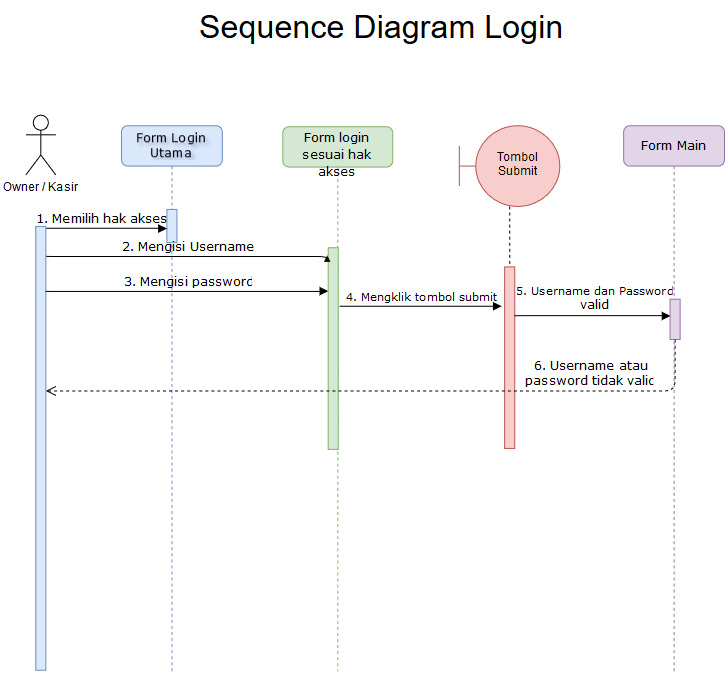 Sequence Diagram Login
Form Login
Utama
Form login
sesuai hak
akses
Tombol
Submit
Form Main
Owner / Kasir
1. Memilih hak akses
2. Mengisi Username
3. Mengisi password
4. Mengklik tombol submit
5. Username dan Password
valid
6. Username atau
password tidak valid